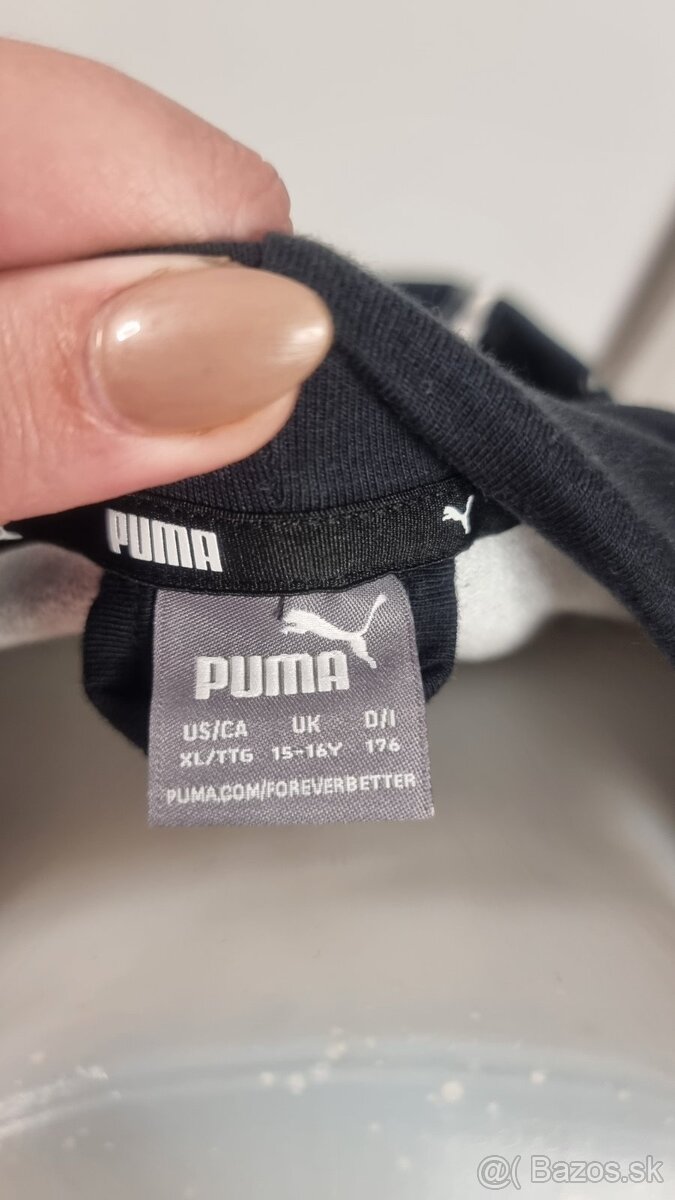 PUMA
PUMA
US/CA UK D/I
XL/TTG 15-16Y 176
PUMA.COM/FOREVERBETTER
@( Bazos.sk